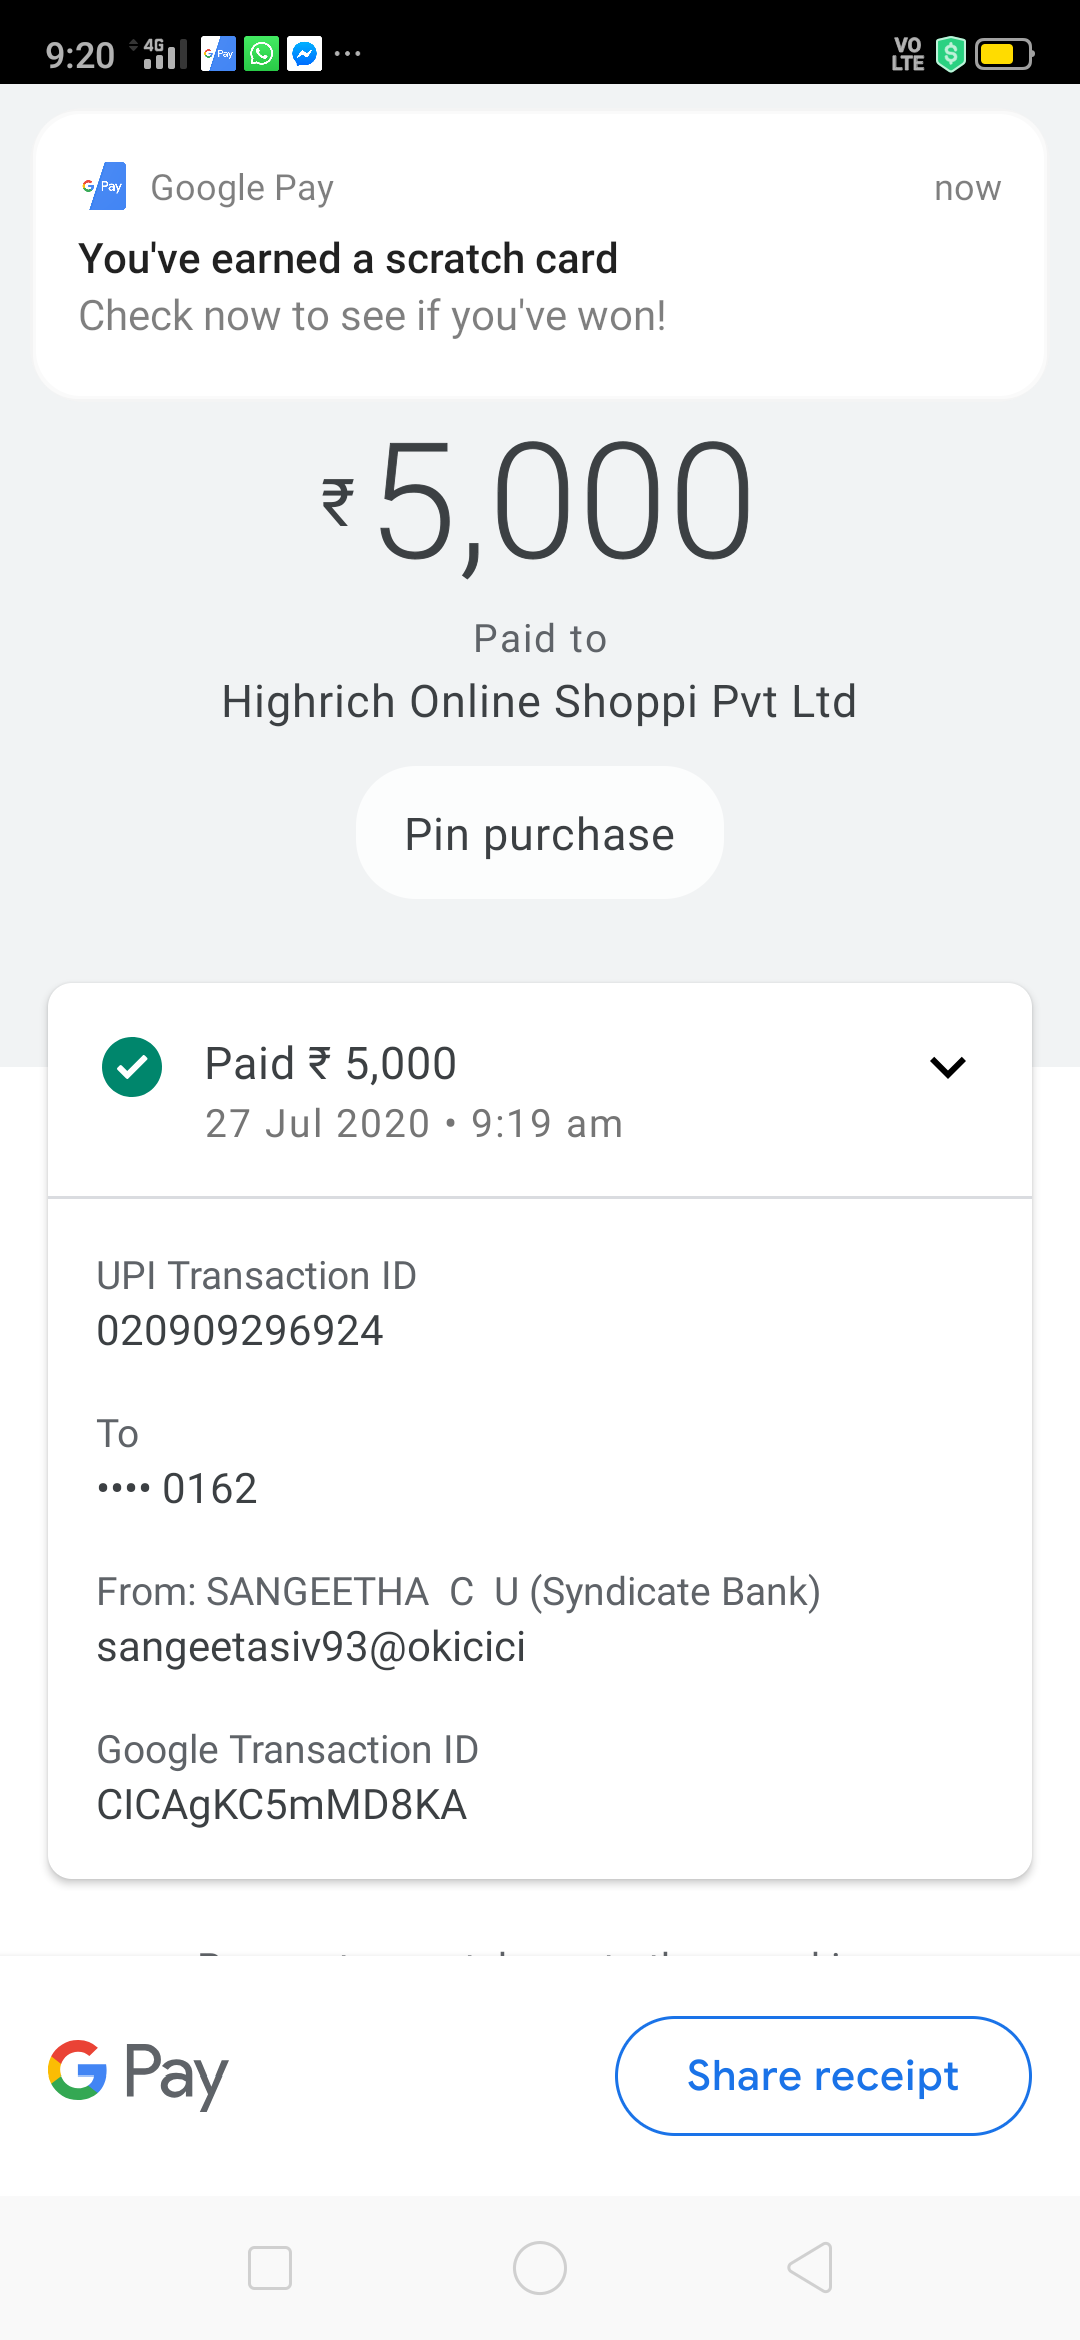 9:20 4G G Pay ... VO LTE
G Pay Google Pay now
You've earned a scratch card
Check now to see if you've won!
₹5,000
Paid to
Highrich Online Shoppi Pvt Ltd
Pin purchase
Paid ₹ 5,000
27 Jul 2020 • 9:19 am
UPI Transaction ID
020909296924
To
•••• 0162
From: SANGEETHA C U (Syndicate Bank)
sangeetasiv93@okicici
Google Transaction ID
CICAgKC5mMD8KA
G Pay Share receipt